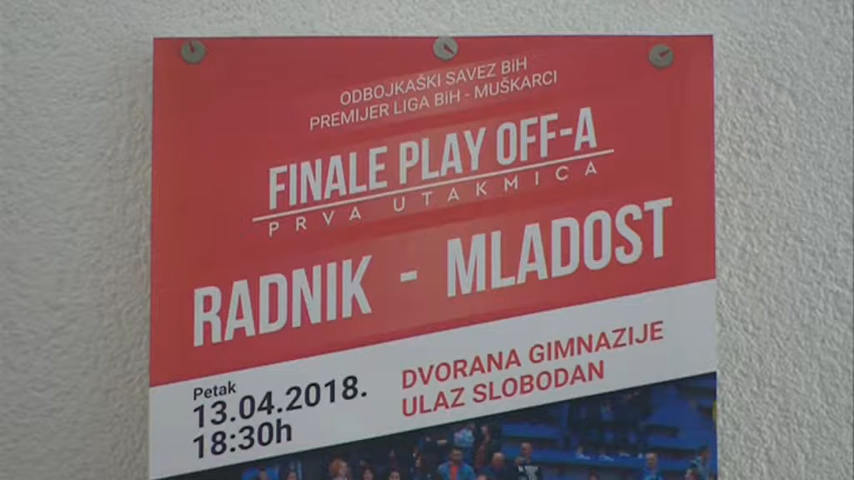 ODBOJKAŠKI SAVEZ BiH
PREMIJER LIGA BiH - MUŠKARCI
FINALE PLAY OFF-A
PRVA UTAKMICA
RADNIK - MLADOST
Petak
13.04.2018.
18:30h
DVORANA GIMNAZIJE
ULAZ SLOBODAN